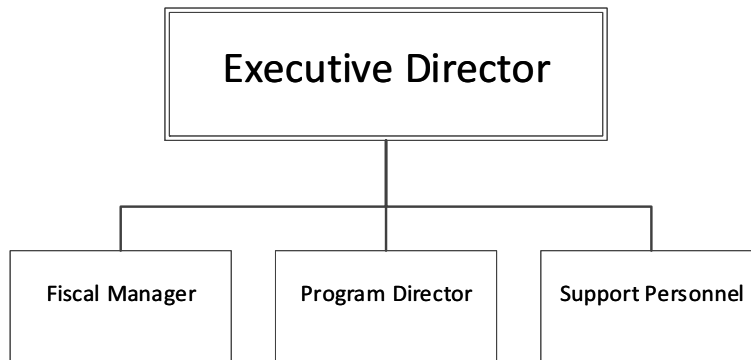 Executive Director
Fiscal Manager
Program Director
Support Personnel